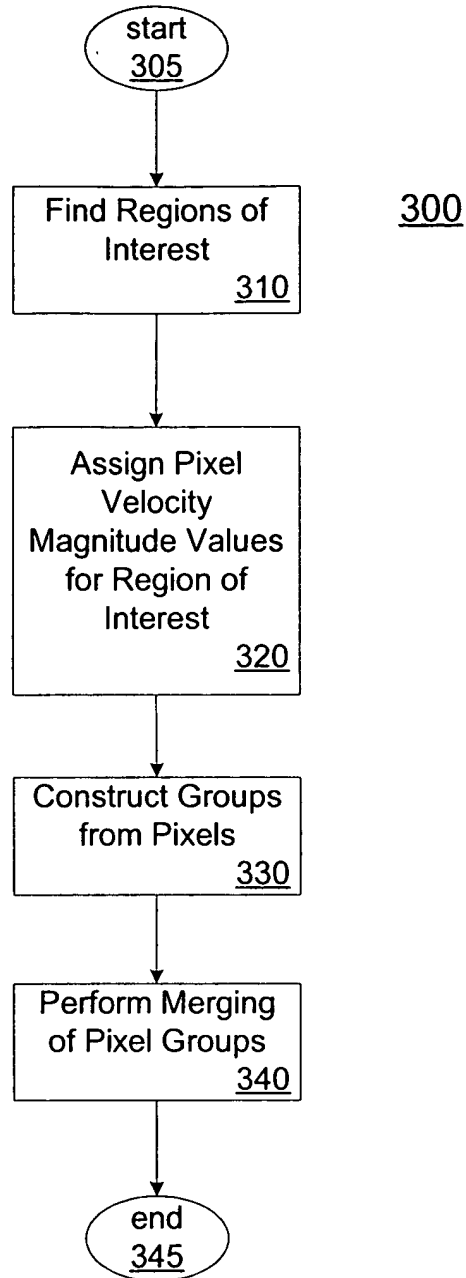 start
305
300
Find Regions of
Interest
310
Assign Pixel
Velocity
Magnitude Values
for Region of
Interest
320
Construct Groups
from Pixels
330
Perform Merging
of Pixel Groups
340
end
345